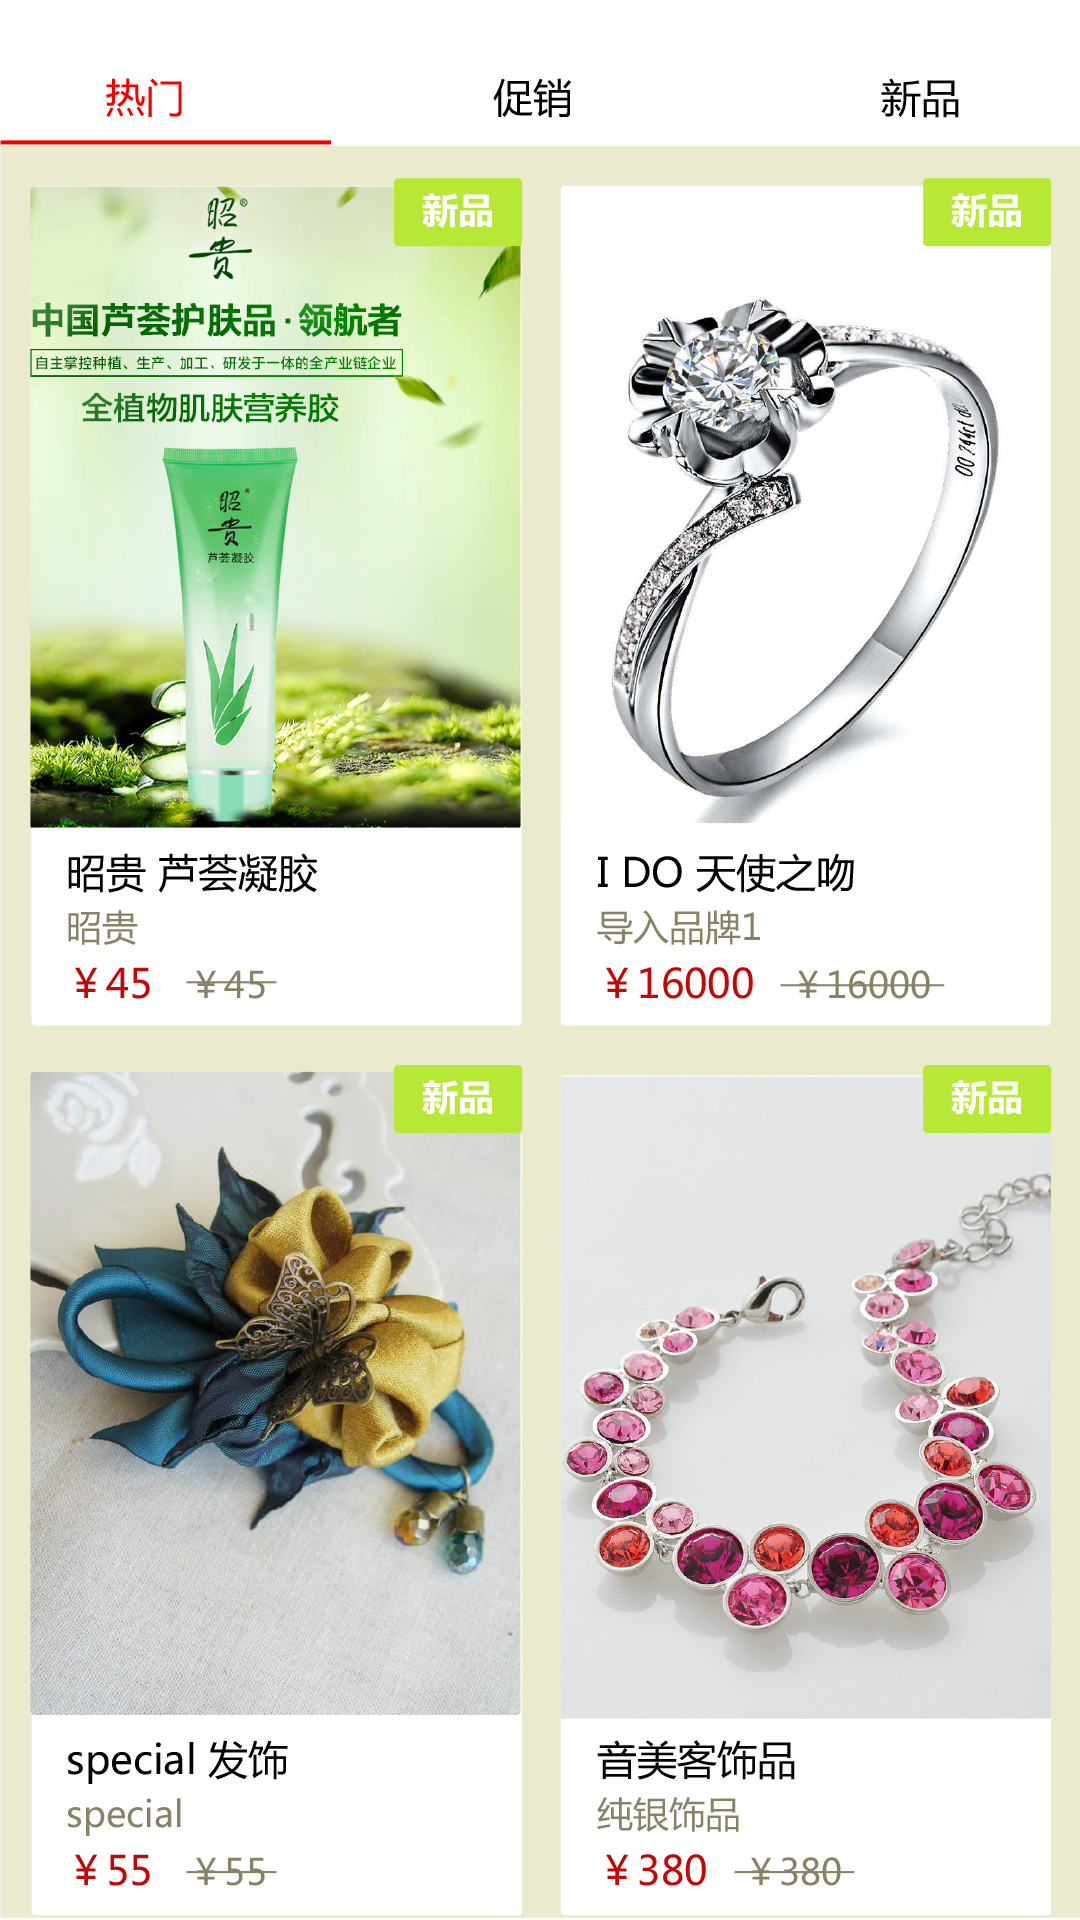 热门
促销
新品
新品
昭
贵
中国芦荟护肤品·领航者
自主掌控种植、生产、加工、研发于一体的全产业链企业
全植物肌肤营养胶
昭
贵
芦荟凝胶
昭贵 芦荟凝胶
昭贵
￥45 ￥45
新品
I DO 天使之吻
导入品牌1
￥16000 ￥16000
新品
special 发饰
special
￥55 ￥55
新品
音美客饰品
纯银饰品
￥380 ￥380